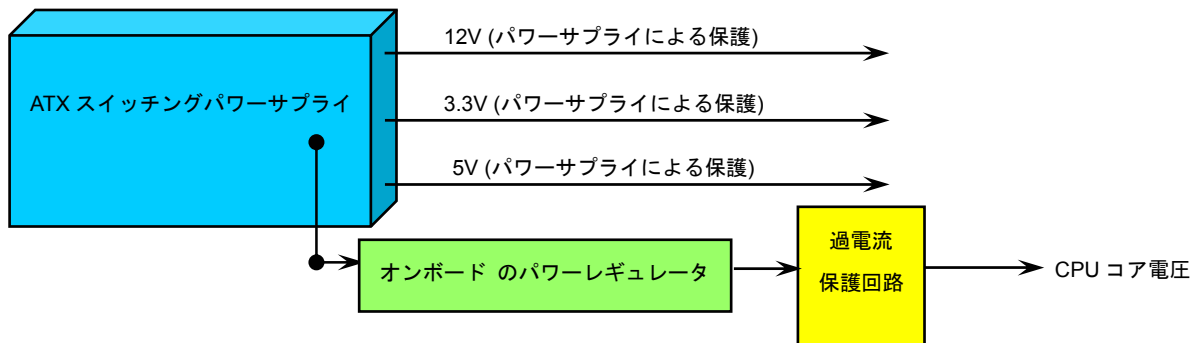 12V (パワーサプライによる保護)
ATX スイッチングパワーサプライ
3.3V (パワーサプライによる保護)
5V (パワーサプライによる保護)
過電流
保護回路
オンボード のパワーレギュレータ
CPU コア電圧